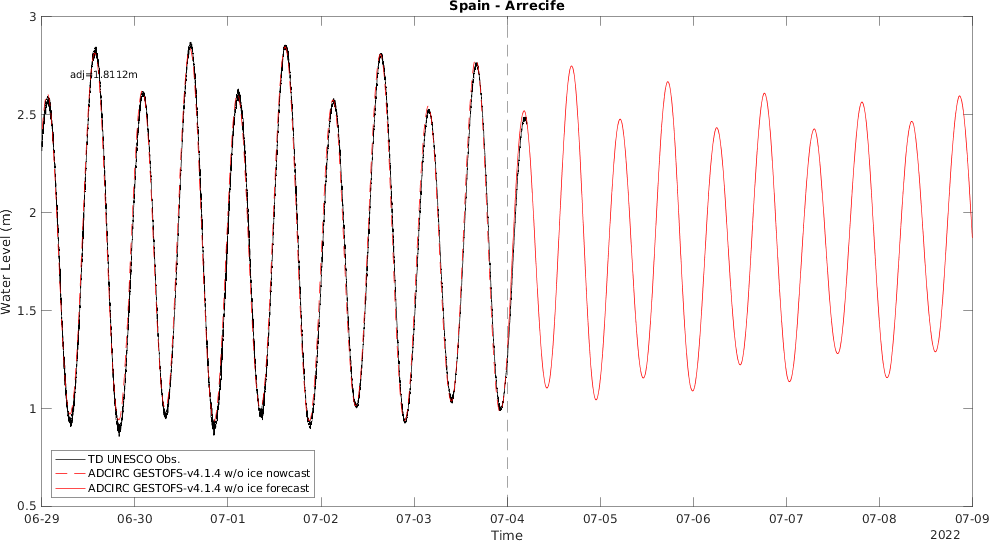 Spain - Arrecife
3
adj=1.8112m
2.5
2
Water Level (m)
1.5
1
TD UNESCO Obs.
ADCIRC GESTOFS-v4.1.4 w/o ice nowcast
ADCIRC GESTOFS-v4.1.4 w/o ice forecast
0.5
06-29 06-30 07-01 07-02 07-03 07-04 07-05 07-06 07-07 07-08 07-09
Time
2022